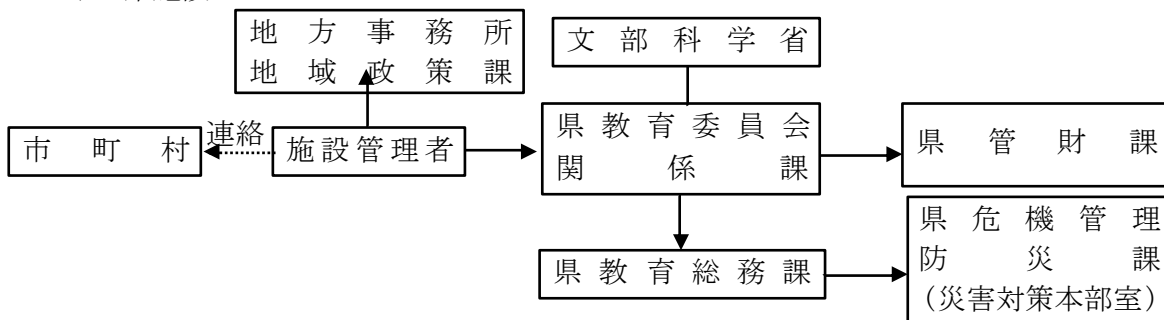 地方事務所
地域政策課
文部科学省
市町村
連絡
施設管理者
県教育委員会
関係課
県管財課
県教育総務課
県危機管理
防災課
（災害対策本部室）